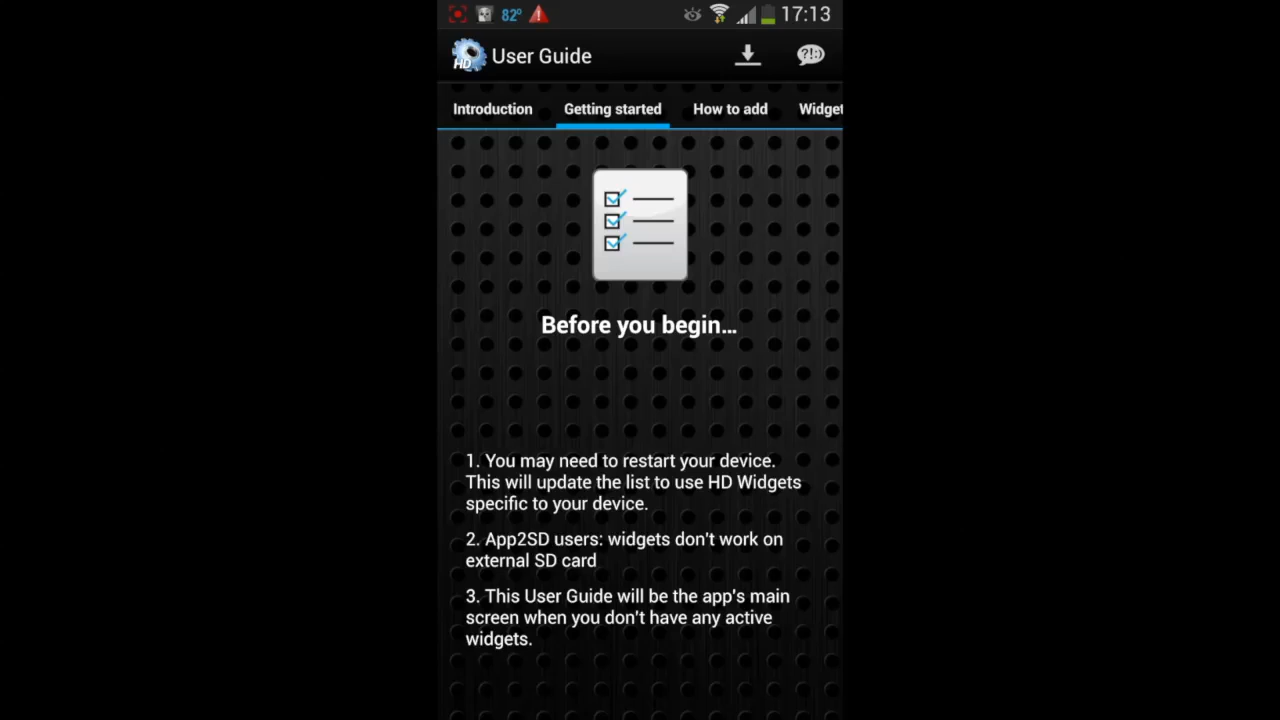 82° 17:13
HD User Guide ?!:)
Introduction Getting started How to add Widget
Before you begin...
1. You may need to restart your device.
This will update the list to use HD Widgets
specific to your device.
2. App2SD users: widgets don't work on
external SD card
3. This User Guide will be the app's main
screen when you don't have any active
widgets.